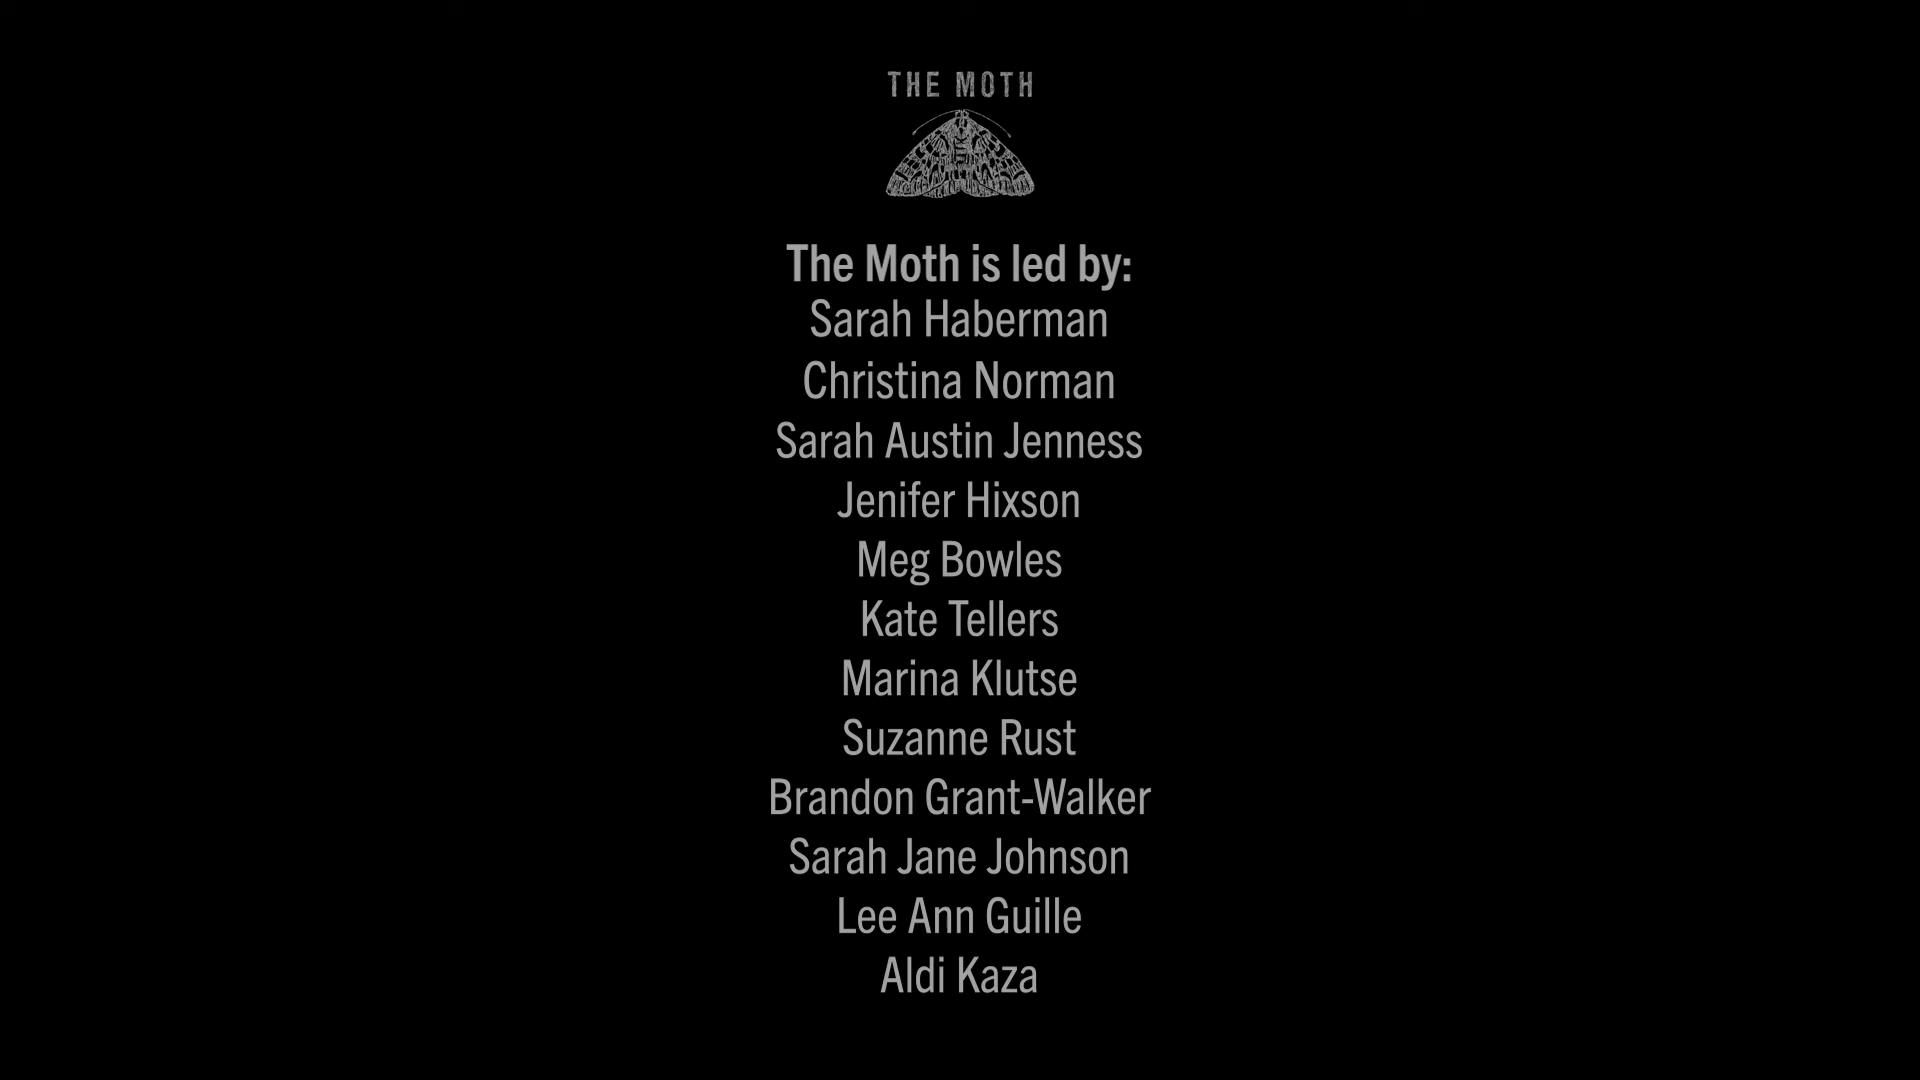 THE MOTH
The Moth is led by:
Sarah Haberman
Christina Norman
Sarah Austin Jenness
Jenifer Hixson
Meg Bowles
Kate Tellers
Marina Klutse
Suzanne Rust
Brandon Grant-Walker
Sarah Jane Johnson
Lee Ann Guille
Aldi Kaza